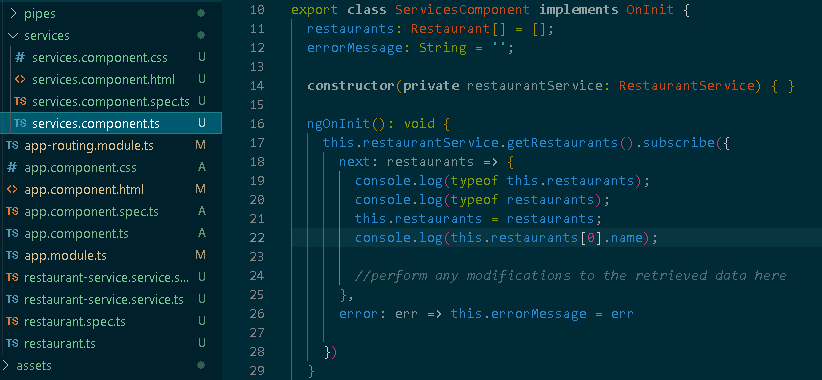 pipes
services
services.component.css U
services.component.html U
services.component.spec.ts U
TS services.component.ts U
TS app-routing.module.ts M
# app.component.css A
<> app.component.html M
TS app.component.spec.ts A
TS app.component.ts A
TS app.module.ts M
TS restaurant-service.service.s... U
TS restaurant-service.service.ts U
TS restaurant.spec.ts U
TS restaurant.ts U
assets
10 export class ServicesComponent implements OnInit {
11 restaurants: Restaurant[] = [];
12 errorMessage: String = '';
13
14 constructor(private restaurantService: RestaurantService) { }
15
16 ngOnInit(): void {
17 this.restaurantService.getRestaurants().subscribe({
18 next: restaurants => {
19 console.log(typeof this.restaurants);
20 console.log(typeof restaurants);
21 this.restaurants = restaurants;
22 console.log(this.restaurants[0].name);
23
24 //perform any modifications to the retrieved data here
25 },
26 error: err => this.errorMessage = err
27
28 })
29 }